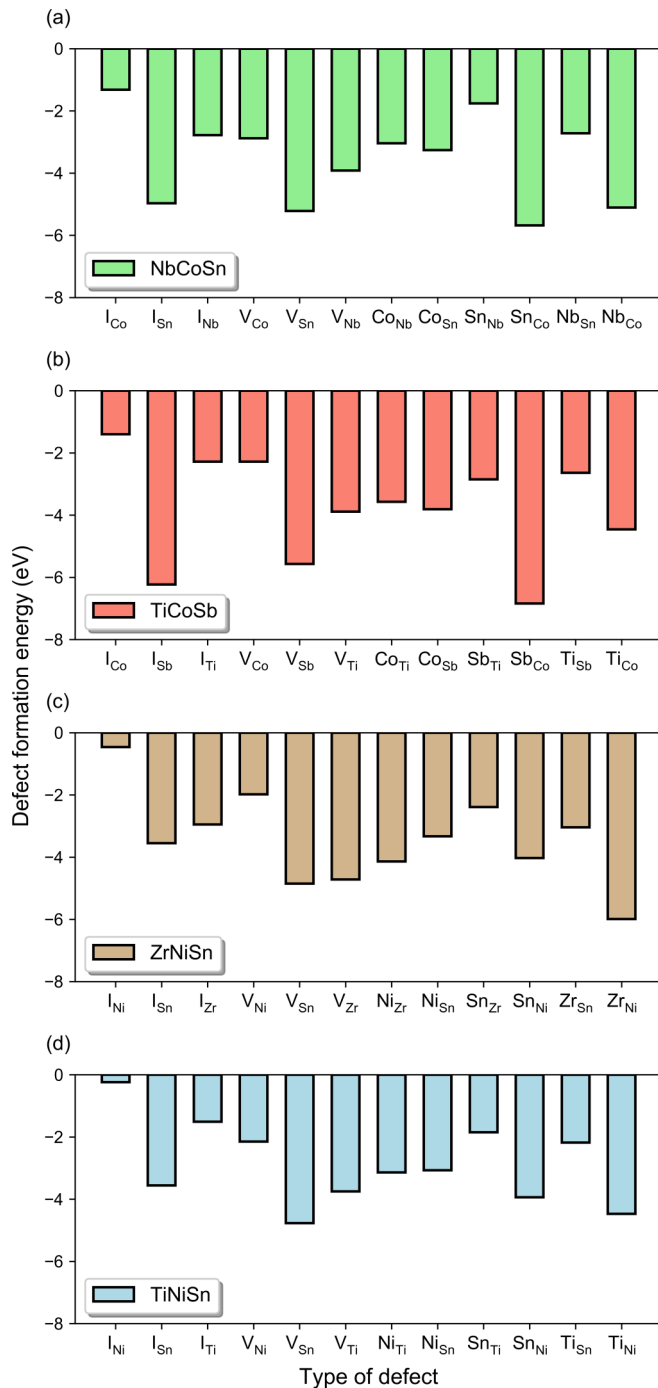 (a)
0
−2
−4
−6
−8
NbCoSn
I_Co I_Sn I_Nb V_Co V_Sn V_Nb Co_Nb Co_Sn Sn_Nb Sn_Co Nb_Sn Nb_Co
(b)
0
−2
−4
−6
−8
TiCoSb
I_Co I_Sb I_Ti V_Co V_Sb V_Ti Co_Ti Co_Sb Sb_Ti Sb_Co Ti_Sb Ti_Co
Defect formation energy (eV)
(c)
0
−2
−4
−6
−8
ZrNiSn
I_Ni I_Sn I_Zr V_Ni V_Sn V_Zr Ni_Zr Ni_Sn Sn_Zr Sn_Ni Zr_Sn Zr_Ni
(d)
0
−2
−4
−6
−8
TiNiSn
I_Ni I_Sn I_Ti V_Ni V_Sn V_Ti Ni_Ti Ni_Sn Sn_Ti Sn_Ni Ti_Sn Ti_Ni
Type of defect